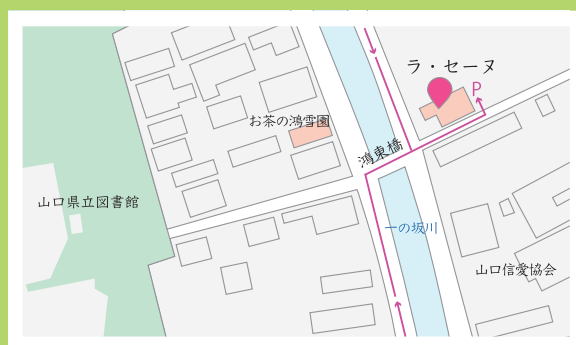 ラ・セーヌ
P
お茶の鴻雪園
鴻東橋
山口県立図書館
一の坂川
山口信愛協会